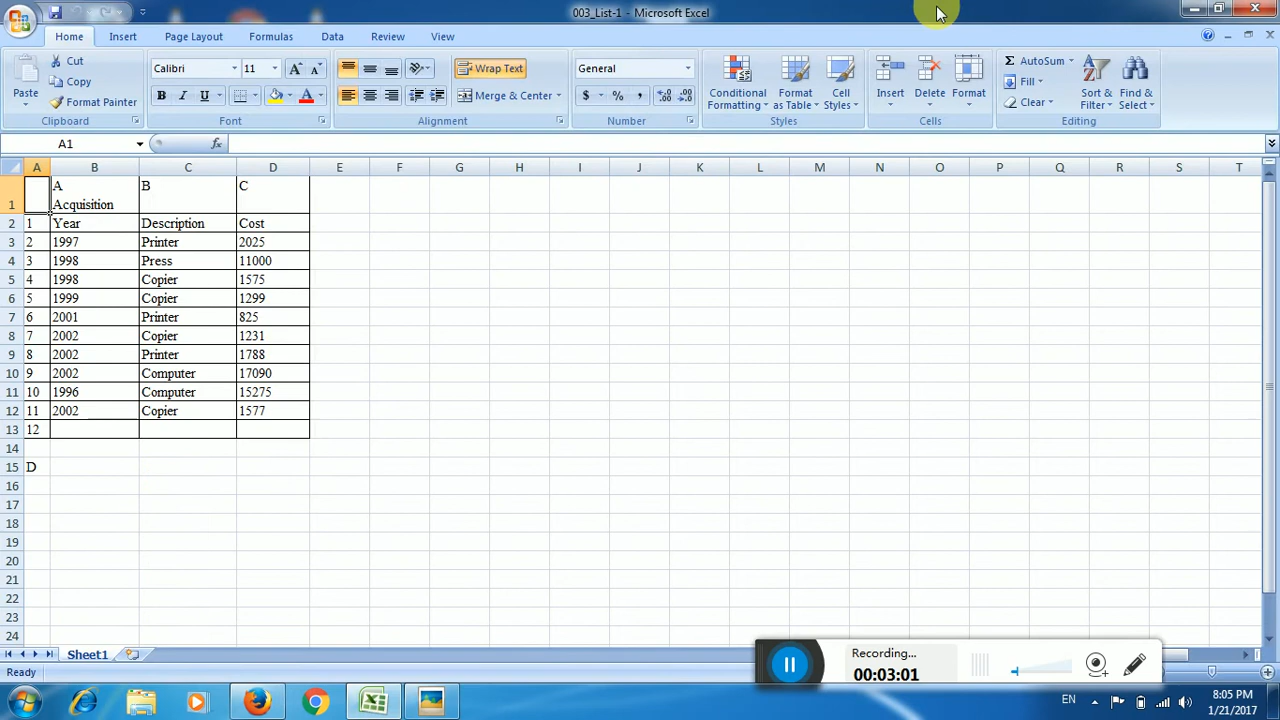 003_List-1 - Microsoft Excel
Home Insert Page Layout Formulas Data Review View
Paste
Cut
Copy
Format Painter
Clipboard
Calibri 11
B I U
Font
Wrap Text
Merge & Center
Alignment
General
$ % ,
Number
Conditional Formatting
Format as Table
Cell Styles
Styles
Insert Delete Format
Cells
AutoSum
Fill
Clear
Sort & Filter
Find & Select
Editing
A1
fx
A B C D E F G H I J K L M N O P Q R S T
1 A Acquisition B C
2 1 Year Description Cost
3 2 1997 Printer 2025
4 3 1998 Press 11000
5 4 1998 Copier 1575
6 5 1999 Copier 1299
7 6 2001 Printer 825
8 7 2002 Copier 1231
9 8 2002 Printer 1788
10 9 2002 Computer 17090
11 10 1996 Computer 15275
12 11 2002 Copier 1577
13 12
14
15 D
16
17
18
19
20
21
22
23
24
Sheet1
Ready
Recording...
00:03:01
EN
8:05 PM
1/21/2017